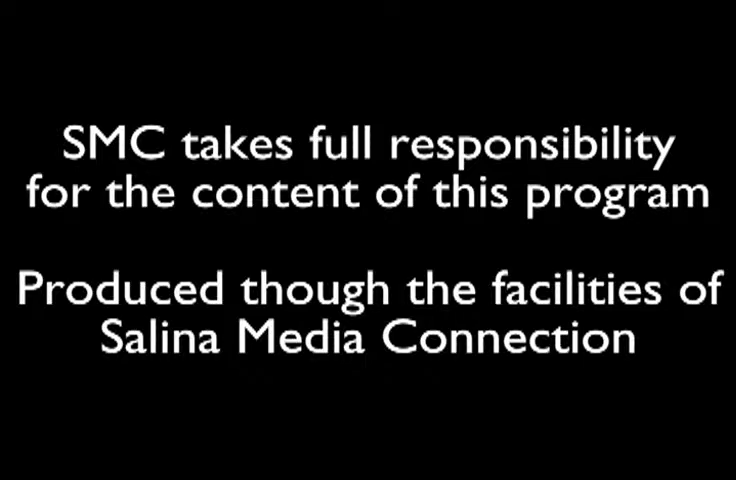 SMC takes full responsibility
for the content of this program
Produced though the facilities of
Salina Media Connection